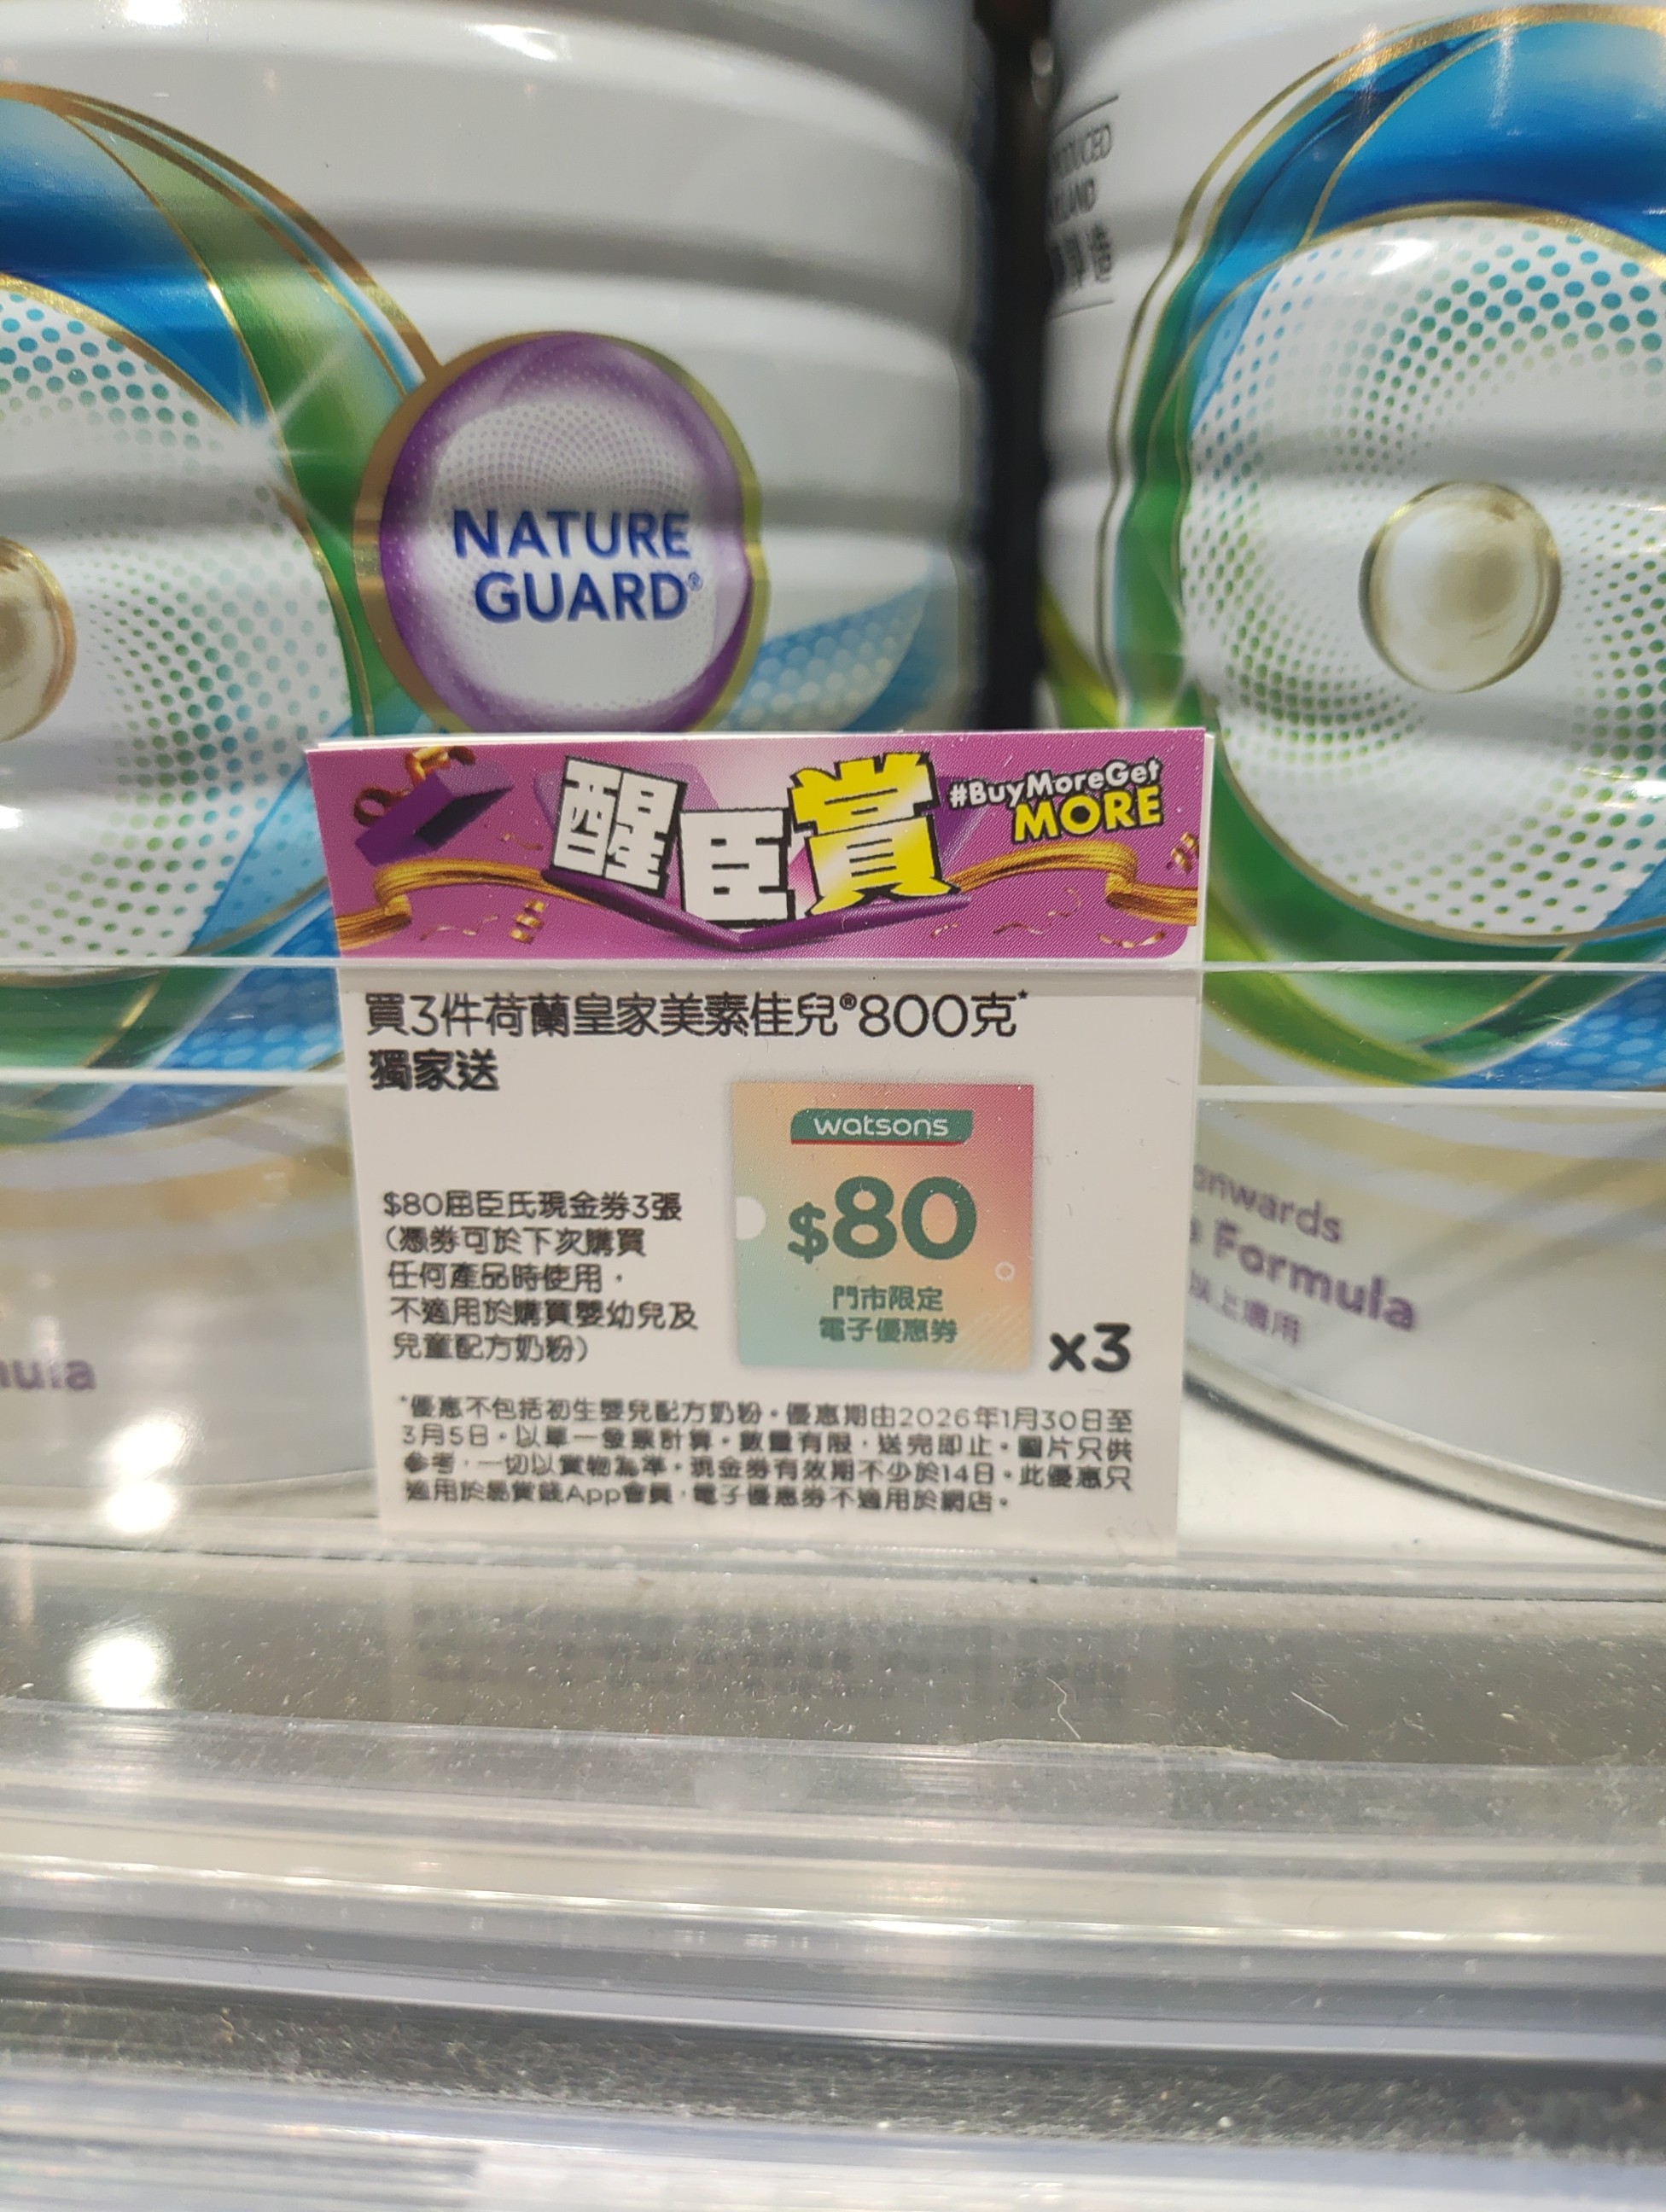 NATURE
GUARD®
醒臣賞
#BuyMoreGet
MORE
買3件荷蘭皇家美素佳兒®800克*
獨家送
watsons
$80
門市限定
電子優惠券
x3
$80屈臣氏現金券3張
(憑券可於下次購買
任何產品時使用,
不適用於購買嬰幼兒及
兒童配方奶粉)
*優惠不包括初生嬰兒配方奶粉。優惠期由2026年1月30日至
3月5日。以單一發票計算。數量有限,送完即止。圖片只供
參考,一切以實物為準。現金券有效期不少於14日。此優惠只
適用於易賞錢App會員,電子優惠券不適用於網店。
onwards
Formula
以上適用